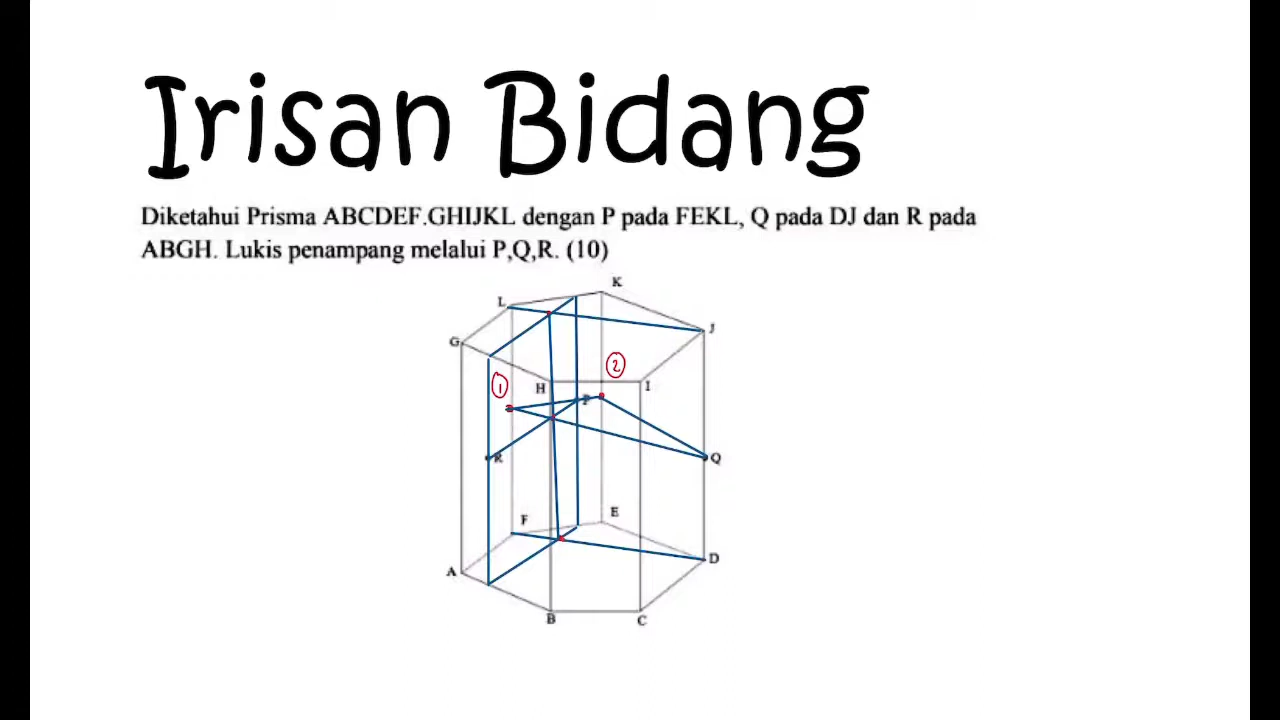 Irisan Bidang
Diketahui Prisma ABCDEF.GHIJKL dengan P pada FEKL, Q pada DJ dan R pada
ABGH. Lukis penampang melalui P,Q,R. (10)
K
L
J
G
2
1
H
I
P
R
Q
F
E
A
D
B
C